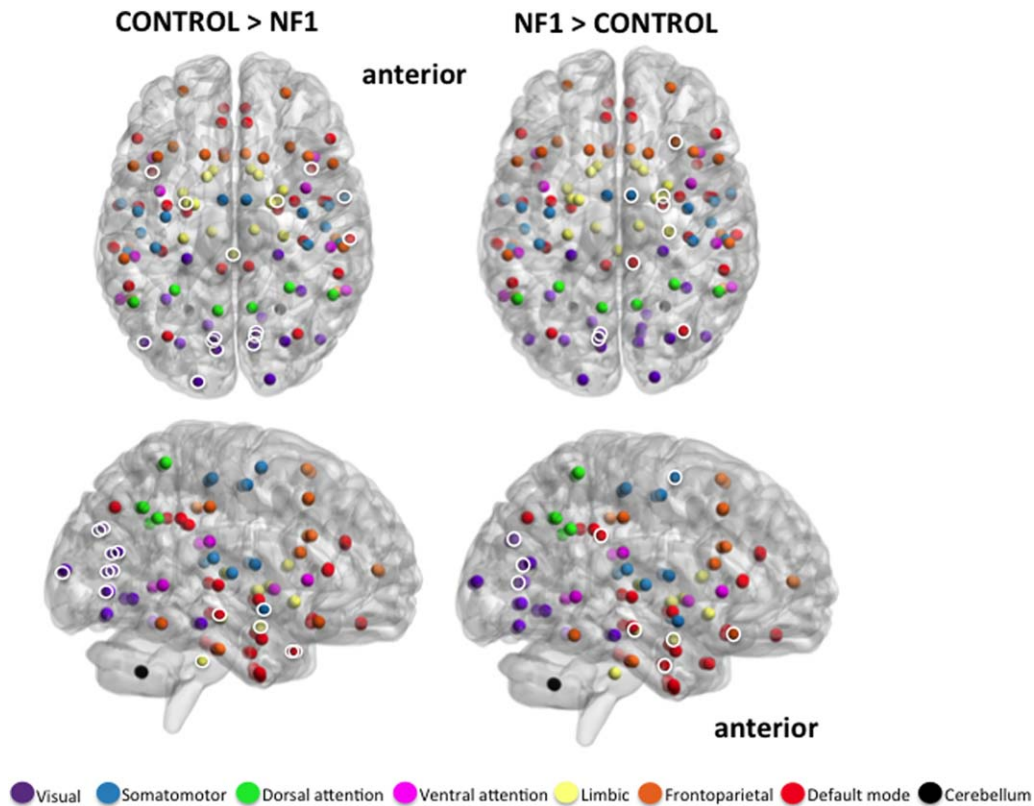 CONTROL > NF1
NF1 > CONTROL
anterior
anterior
Visual Somatomotor Dorsal attention Ventral attention Limbic Frontoparietal Default mode Cerebellum